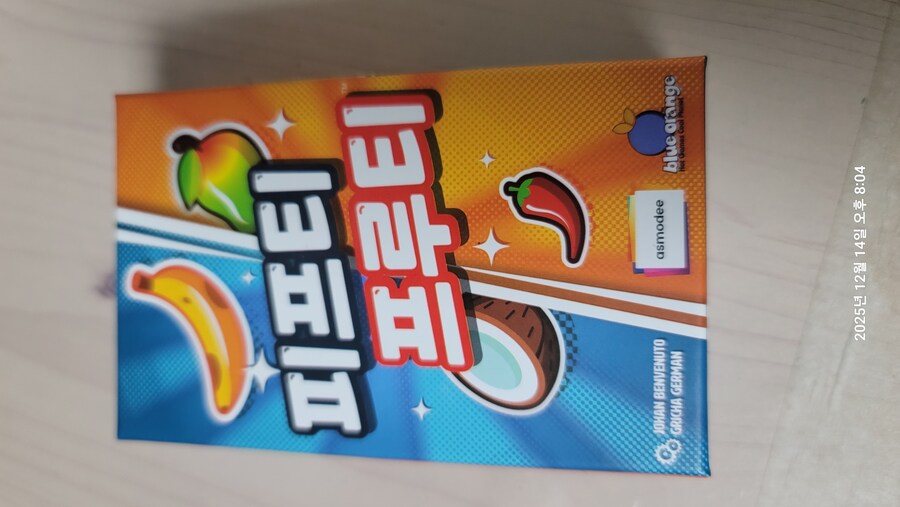 피프티
프루티
JOHAN BENVENUTO
GRICHA GERMAN
asmodee
blue orange
2025년 12월 14일 오후 8:04